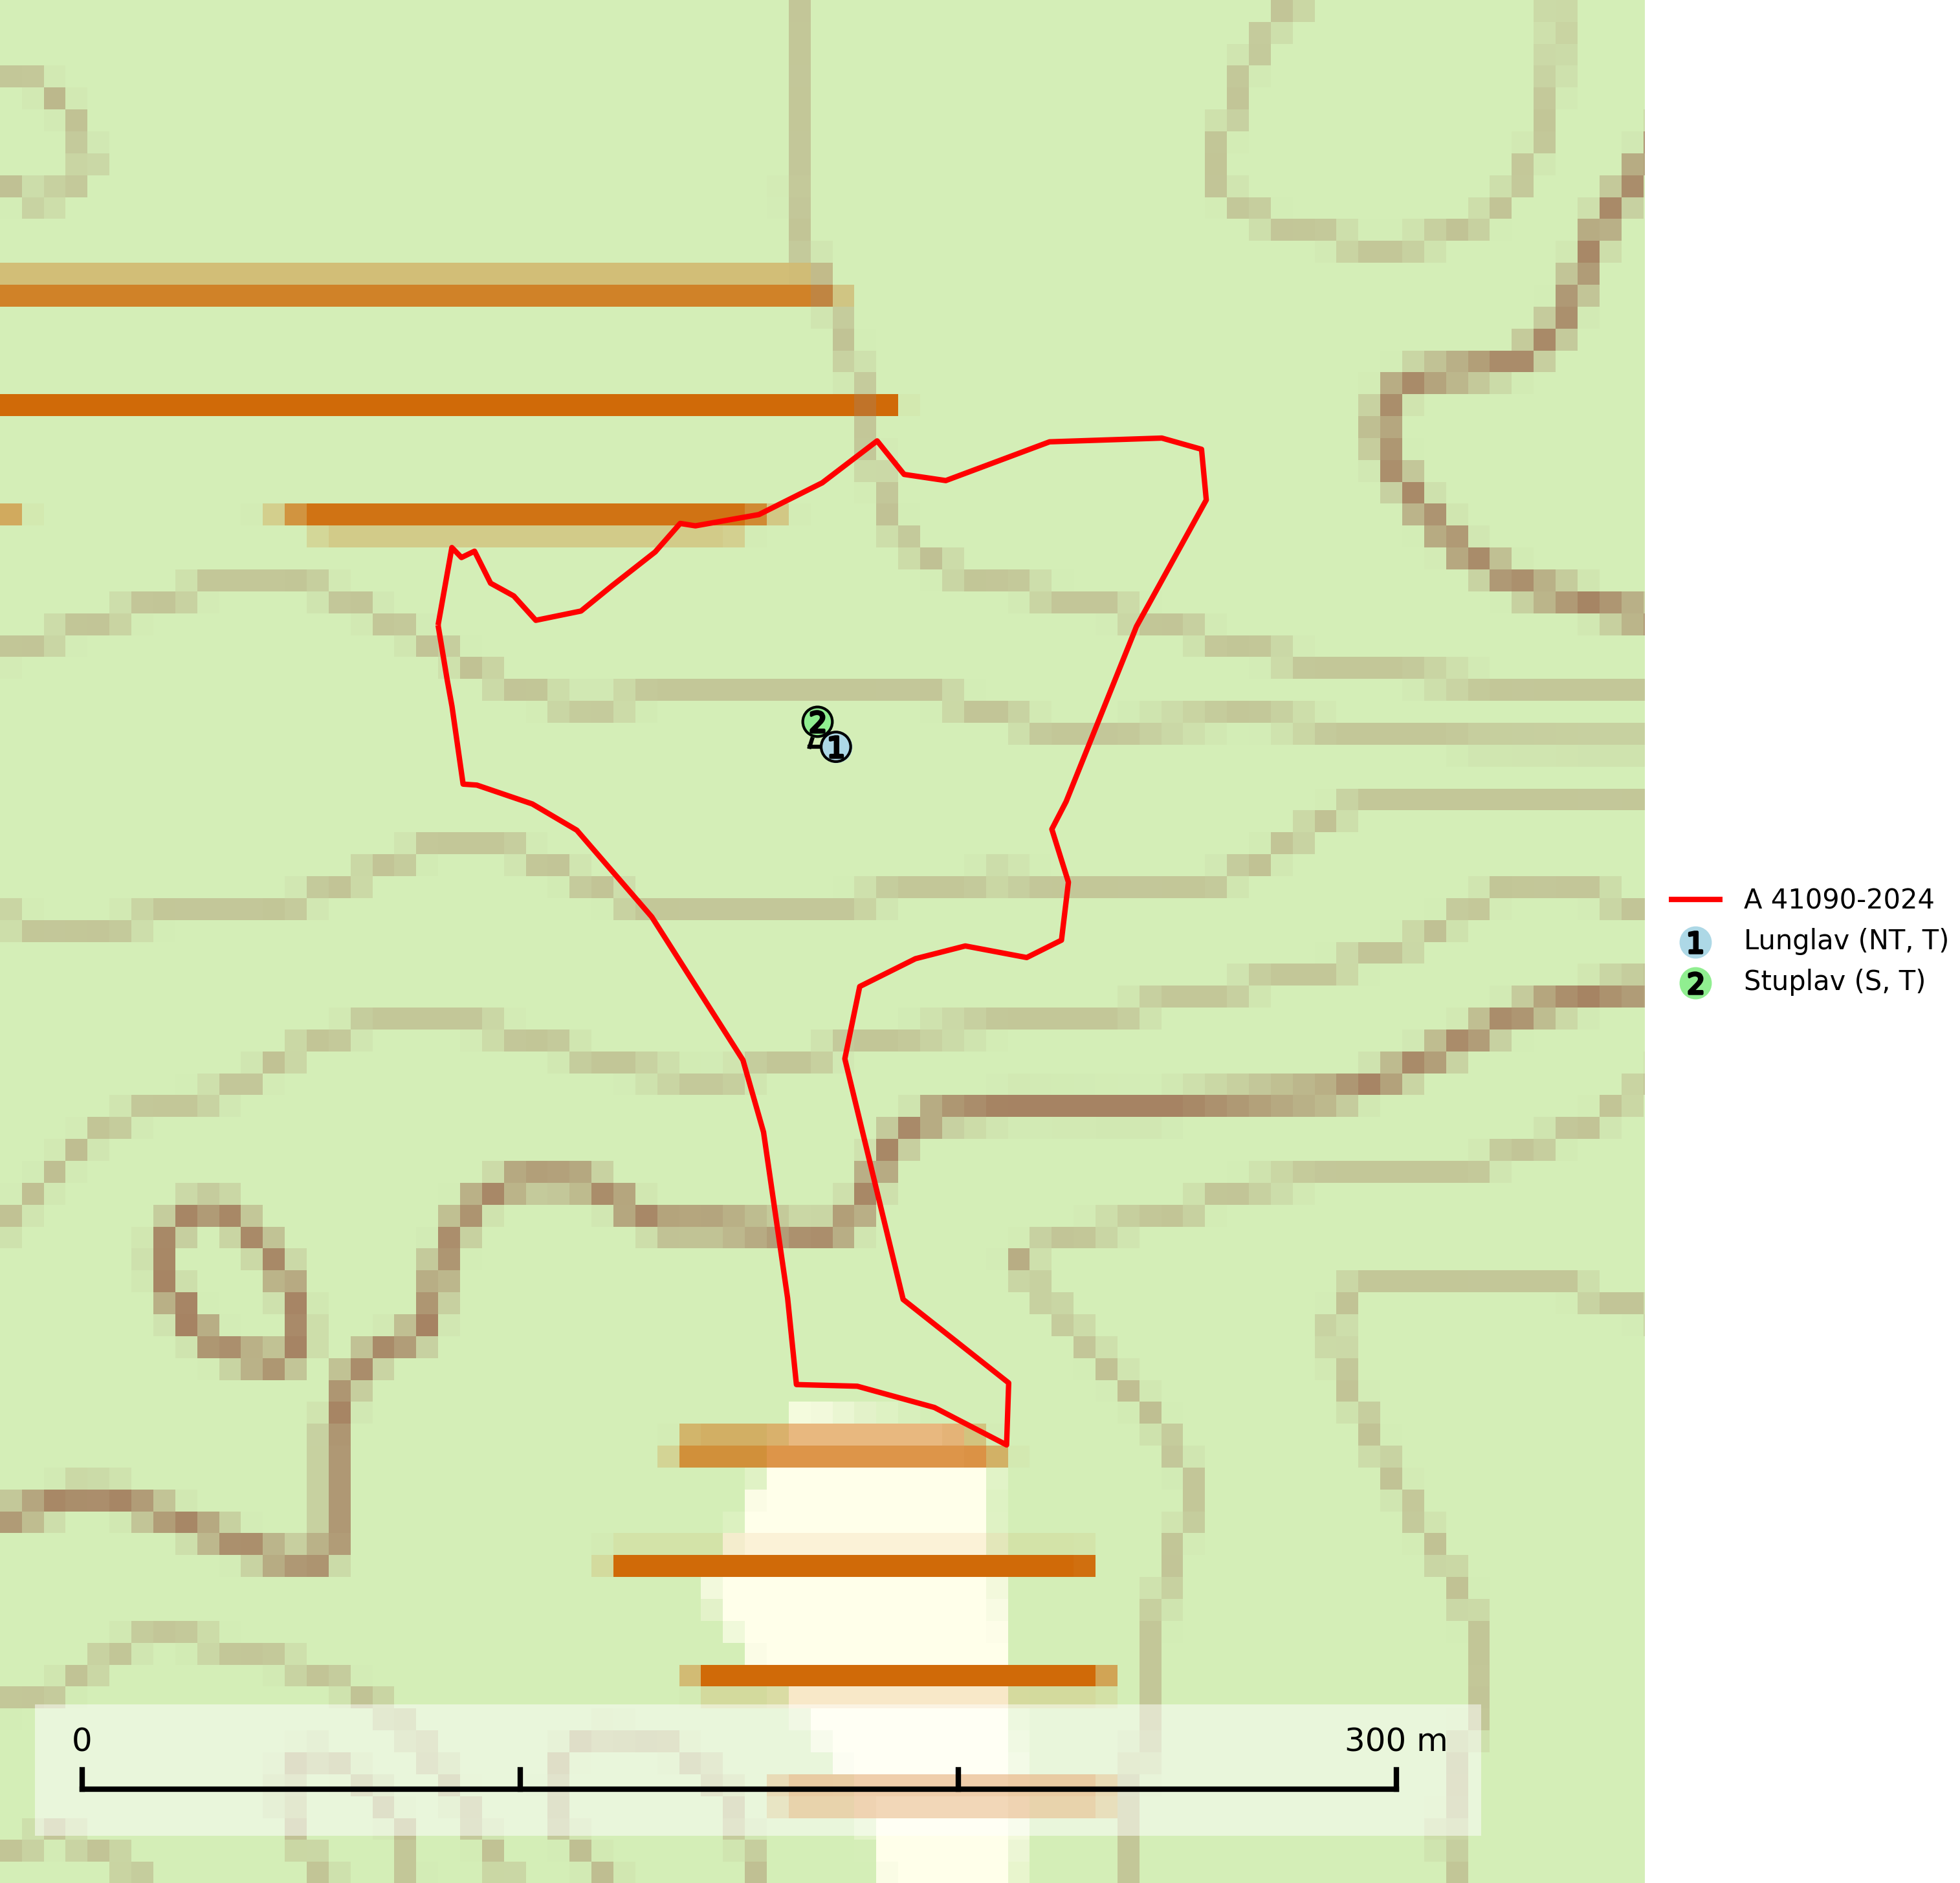 2
1
A 41090-2024
1 Lunglav (NT, T)
2 Stuplav (S, T)
0 300 m